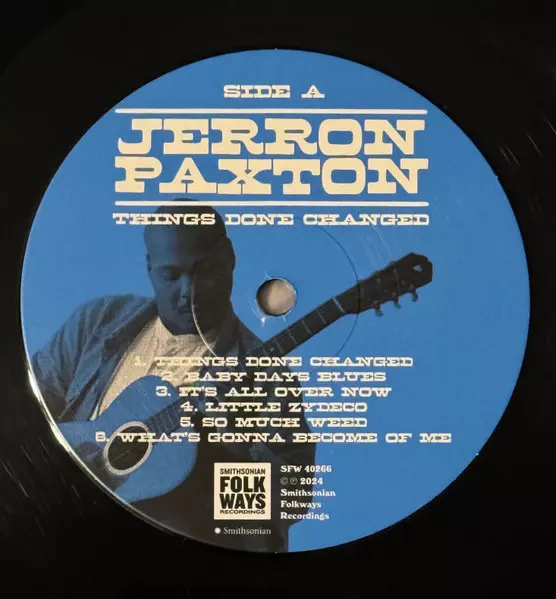 SIDE A
JERRON
PAXTON
THINGS DONE CHANGED
1. THINGS DONE CHANGED
2. BABY DAYS BLUES
3. IT'S ALL OVER NOW
4. LITTLE ZYDECO
5. SO MUCH WEED
6. WHAT'S GONNA BECOME OF ME
SMITHSONIAN
FOLK
WAYS
RECORDINGS
Smithsonian
SFW 40266
© ℗ 2024
Smithsonian
Folkways
Recordings